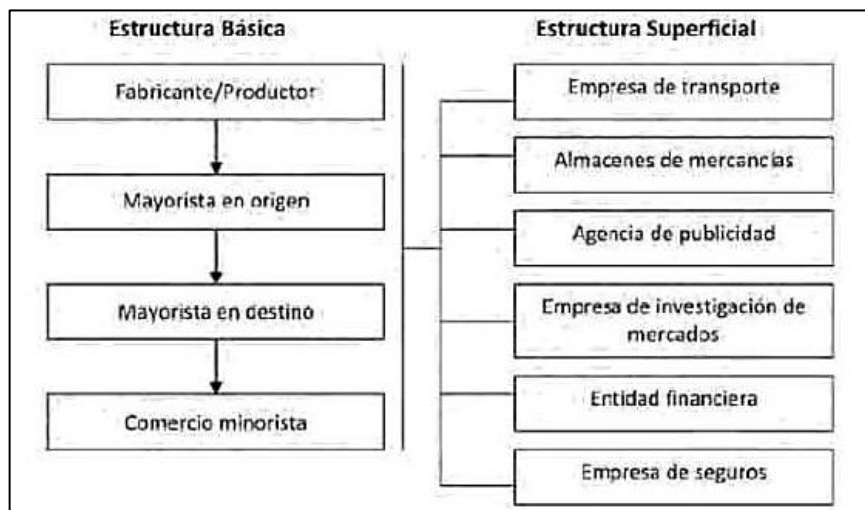 Estructura Básica
Fabricante/Productor
Mayorista en origen
Mayorista en destino
Comercio minorista
Estructura Superficial
Empresa de transporte
Almacenes de mercancías
Agencia de publicidad
Empresa de investigación de
mercados
Entidad financiera
Empresa de seguros